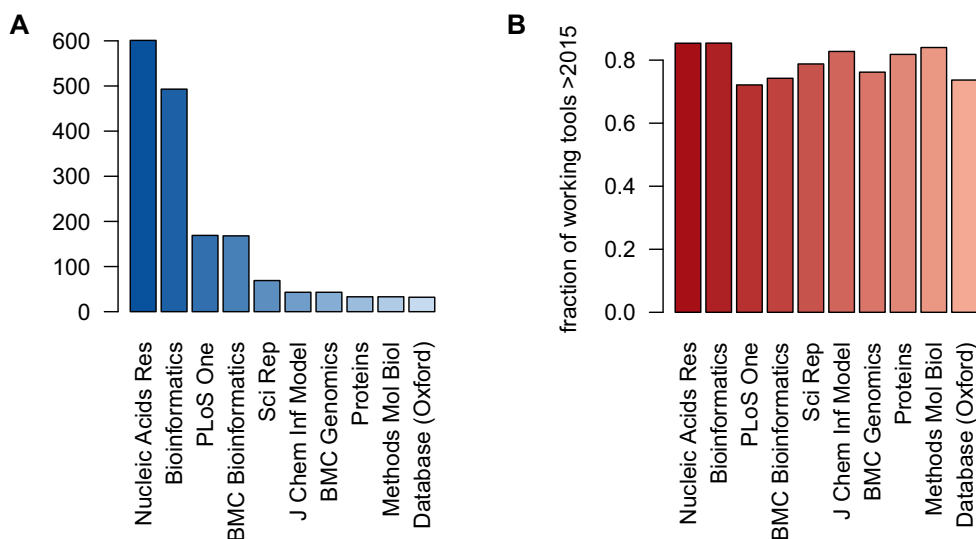 A
600
500
400
300
200
100
0
Nucleic Acids Res
Bioinformatics
PLoS One
BMC Bioinformatics
Sci Rep
J Chem Inf Model
BMC Genomics
Proteins
Methods Mol Biol
Database (Oxford)
B
fraction of working tools >2015
0.8
0.6
0.4
0.2
0.0
Nucleic Acids Res
Bioinformatics
PLoS One
BMC Bioinformatics
Sci Rep
J Chem Inf Model
BMC Genomics
Proteins
Methods Mol Biol
Database (Oxford)